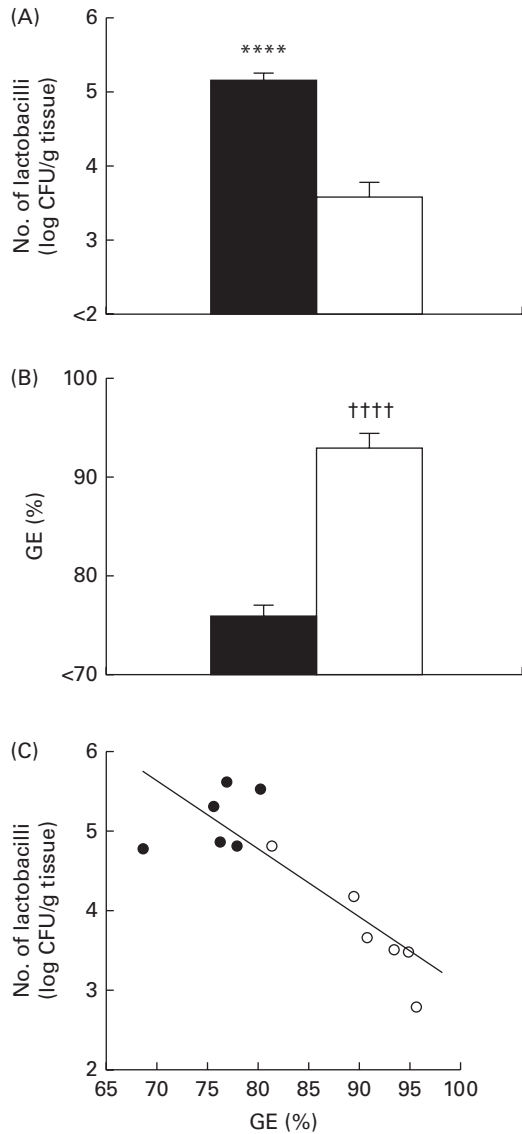 (A)
No. of lactobacilli
(log CFU/g tissue)
6
5
4
3
<2
****
(B)
GE (%)
100
90
80
<70
††††
(C)
No. of lactobacilli
(log CFU/g tissue)
6
5
4
3
2
65 70 75 80 85 90 95 100
GE (%)